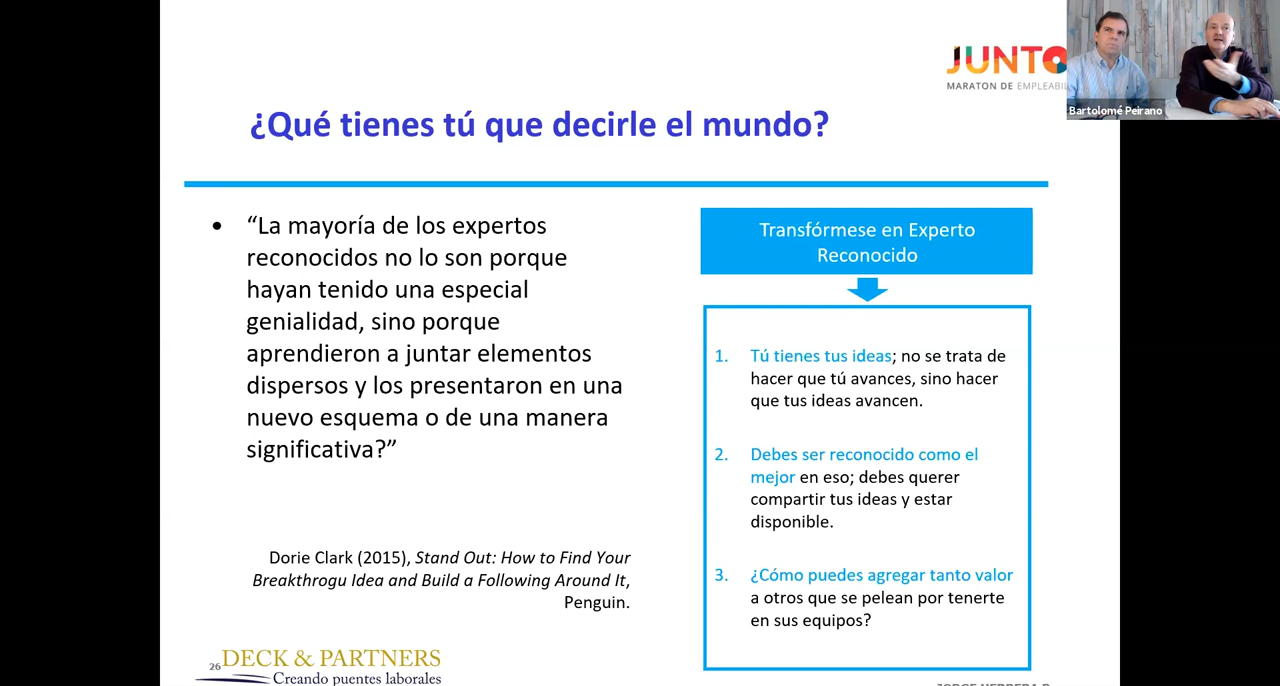 JUNTO
MARATON DE EMPLEABIL
Bartolomé Peirano
¿Qué tienes tú que decirle el mundo?
• “La mayoría de los expertos
reconocidos no lo son porque
hayan tenido una especial
genialidad, sino porque
aprendieron a juntar elementos
dispersos y los presentaron en una
nuevo esquema o de una manera
significativa?”
Dorie Clark (2015), Stand Out: How to Find Your
Breakthrogu Idea and Build a Following Around It,
Penguin.
Transfórmese en Experto
Reconocido
1. Tú tienes tus ideas; no se trata de
hacer que tú avances, sino hacer
que tus ideas avancen.
2. Debes ser reconocido como el
mejor en eso; debes querer
compartir tus ideas y estar
disponible.
3. ¿Cómo puedes agregar tanto valor
a otros que se pelean por tenerte
en sus equipos?
26
DECK & PARTNERS
Creando puentes laborales